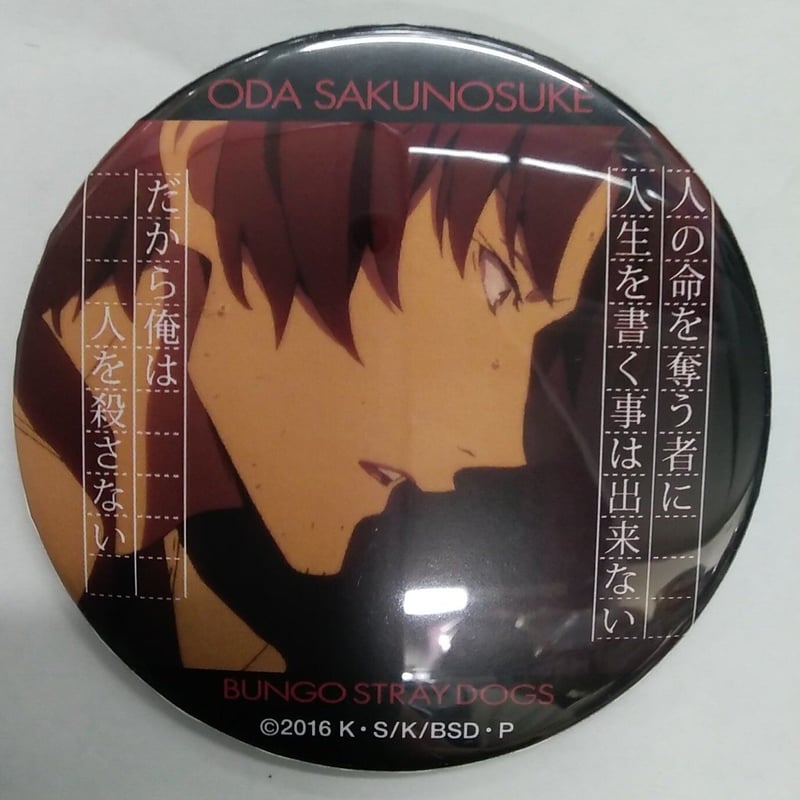 ODA SAKUNOSUKE
人の命を奪う者に
人生を書く事は出来ない
だから俺は
人を殺さない
BUNGO STRAY DOGS
©2016 K・S/K/BSD・P